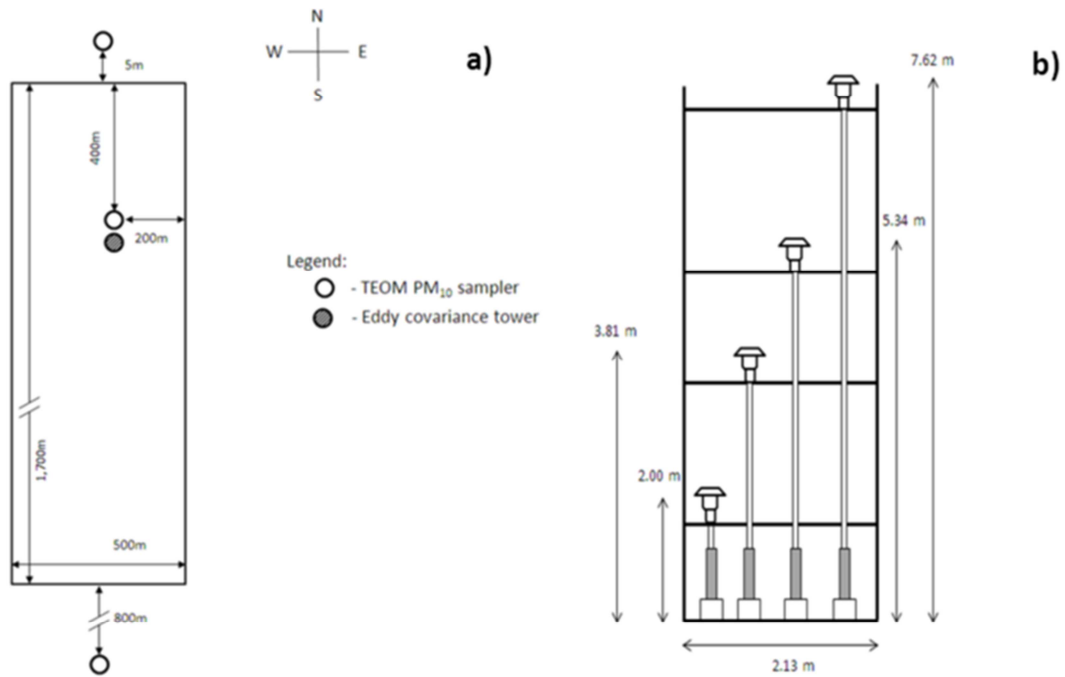 a)
N
W
E
S
5m
400m
200m
1,700m
500m
800m
Legend:
- TEOM PM10 sampler
- Eddy covariance tower
b)
7.62 m
5.34 m
3.81 m
2.00 m
2.13 m